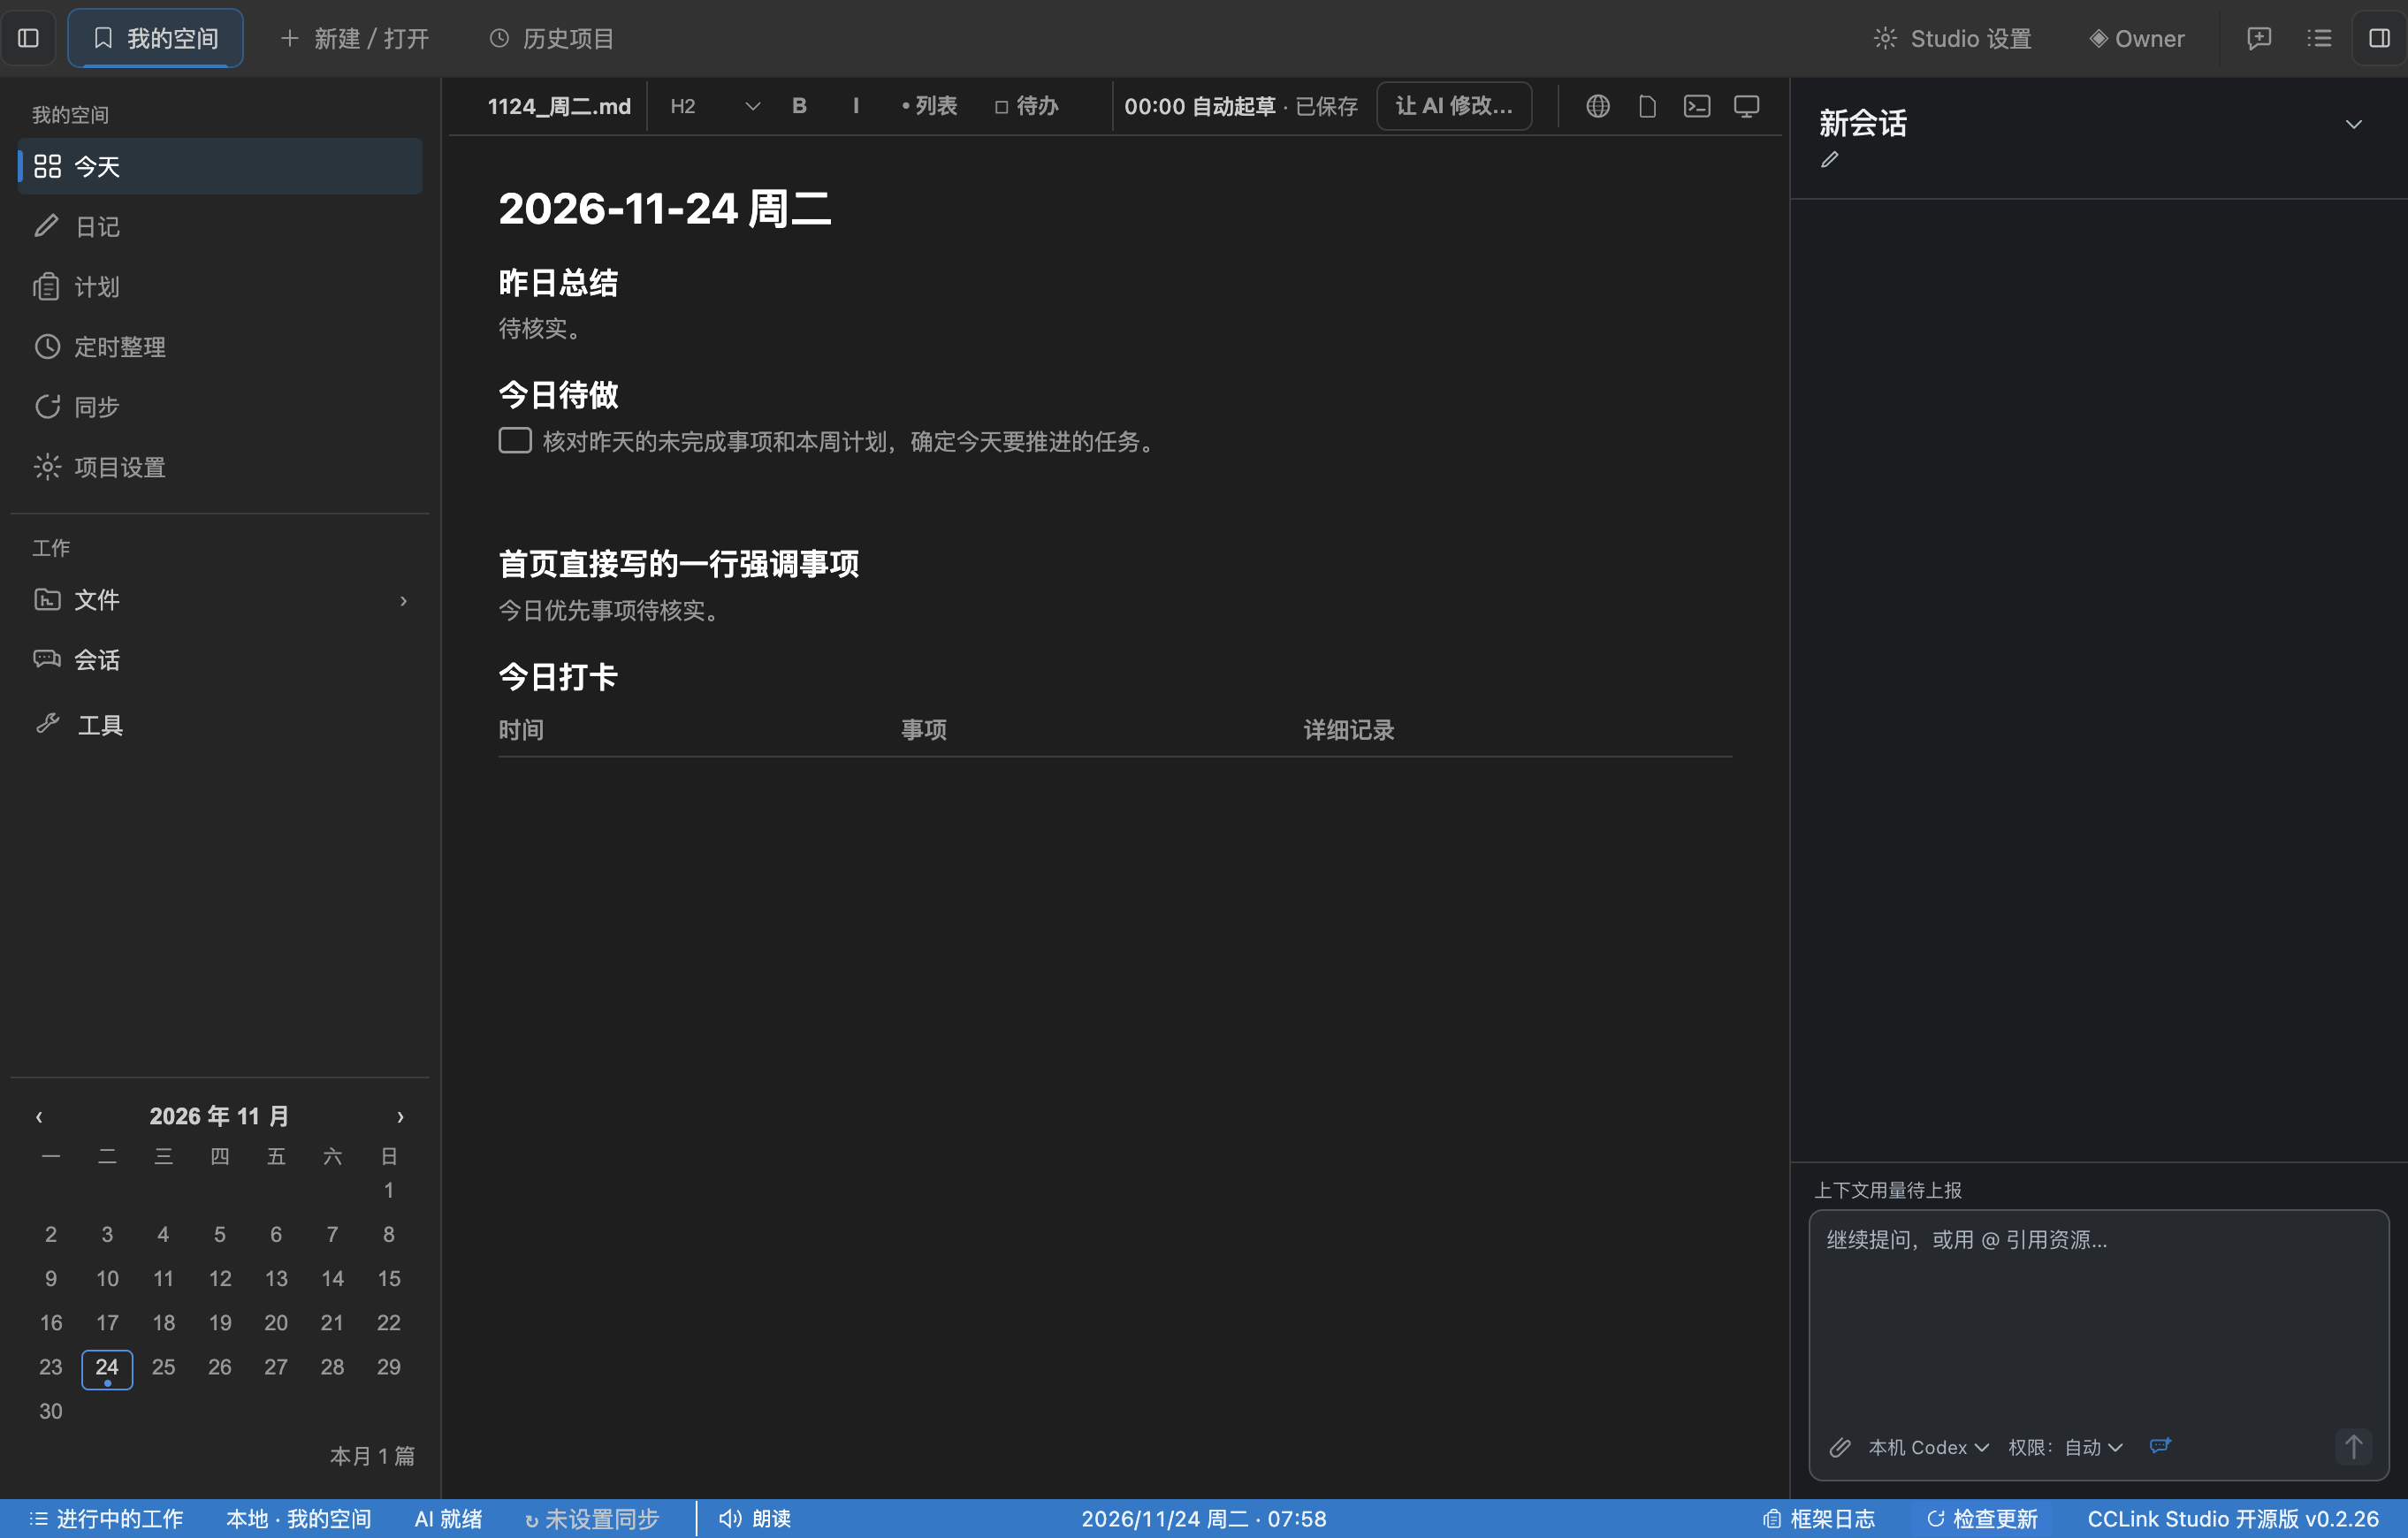 我的空间
新建 / 打开
历史项目
Studio 设置
Owner
我的空间
今天
日记
计划
定时整理
同步
项目设置
工作
文件
会话
工具
2026 年 11 月
一 二 三 四 五 六 日
1
2 3 4 5 6 7 8
9 10 11 12 13 14 15
16 17 18 19 20 21 22
23 24 25 26 27 28 29
30
本月 1 篇
1124_周二.md
H2
B
I
• 列表
待办
00:00 自动起草 · 已保存
让 AI 修改...
2026-11-24 周二
昨日总结
待核实。
今日待做
核对昨天的未完成事项和本周计划，确定今天要推进的任务。
首页直接写的一行强调事项
今日优先事项待核实。
今日打卡
时间 事项 详细记录
新会话
上下文用量待上报
继续提问，或用 @ 引用资源...
本机 Codex
权限：自动
进行中的工作
本地 · 我的空间
AI 就绪
未设置同步
朗读
2026/11/24 周二 · 07:58
框架日志
检查更新
CCLink Studio 开源版 v0.2.26